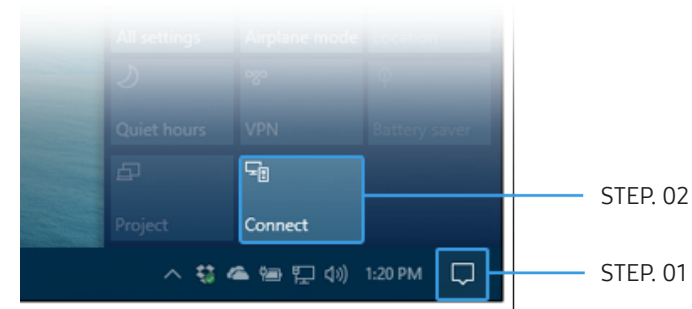 All settings Airplane mode Location
Quiet hours VPN Battery saver
Project Connect
STEP. 02
1:20 PM
STEP. 01